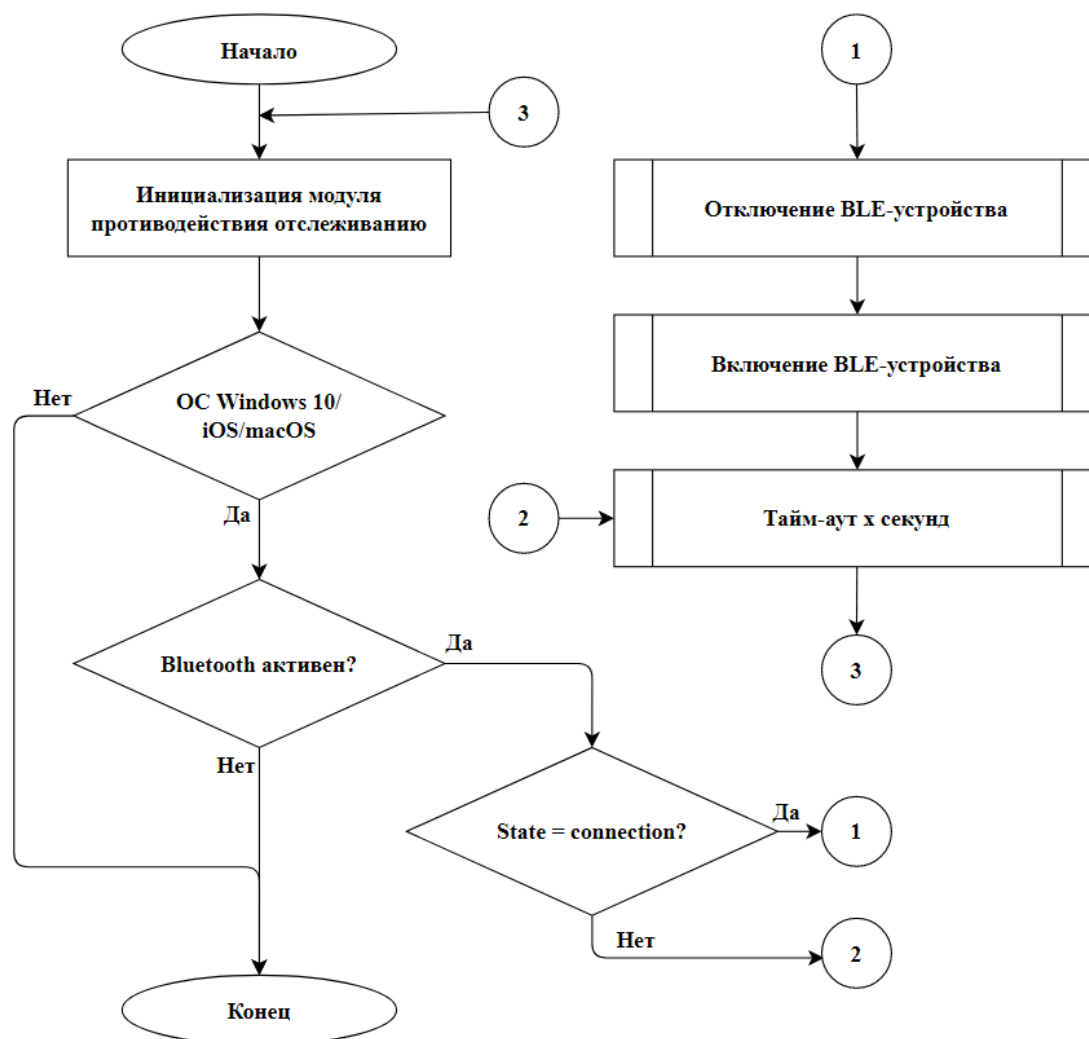 Начало
3
Инициализация модуля
противодействия отслеживанию
Нет
ОС Windows 10/
iOS/macOS
Да
Bluetooth активен?
Да
Нет
State = connection?
Да
1
Нет
2
Конец
1
Отключение BLE-устройства
Включение BLE-устройства
2
Тайм-аут x секунд
3